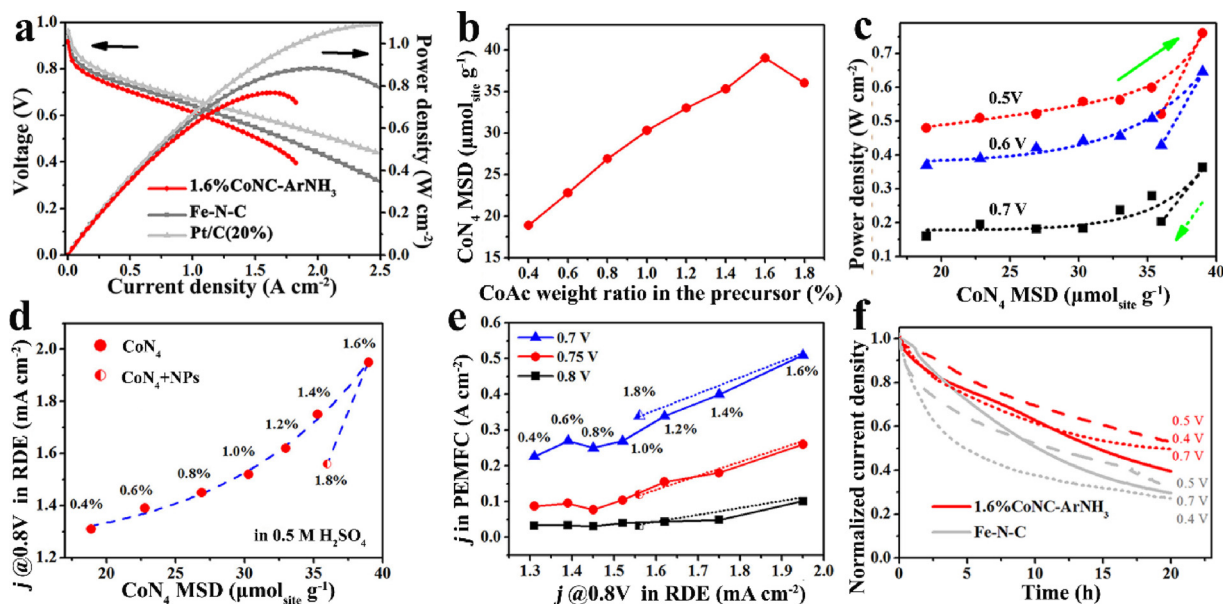 a
Voltage (V)
1.0
0.8
0.6
0.4
0.2
0.0
0.0 0.5 1.0 1.5 2.0 2.5
Current density (A cm⁻²)
1.0
0.8
0.6
0.4
0.2
0.0
Power density (W cm⁻²)
1.6%CoNC-ArNH₃
Fe-N-C
Pt/C(20%)
b
CoN₄ MSD (μmol_site g⁻¹)
45
40
35
30
25
20
15
0.4 0.6 0.8 1.0 1.2 1.4 1.6 1.8
CoAc weight ratio in the precursor (%)
c
Power density (W cm⁻²)
0.7
0.6
0.5
0.4
0.3
0.2
0.1
0.5V
0.6 V
0.7 V
20 25 30 35 40
CoN₄ MSD (μmol_site g⁻¹)
d
j @0.8V in RDE (mA cm⁻²)
2.0
1.8
1.6
1.4
1.2
CoN₄
CoN₄+NPs
0.4%
0.6%
0.8%
1.0%
1.2%
1.4%
1.6%
1.8%
in 0.5 M H₂SO₄
20 25 30 35 40
CoN₄ MSD (μmol_site g⁻¹)
e
j in PEMFC (A cm⁻²)
0.6
0.5
0.4
0.3
0.2
0.1
0.0
0.7 V
0.75 V
0.8 V
0.4%
0.6%
0.8%
1.0%
1.8%
1.2%
1.4%
1.6%
1.3 1.4 1.5 1.6 1.7 1.8 1.9 2.0
j @0.8V in RDE (mA cm⁻²)
f
Normalized current density
1.0
0.8
0.6
0.4
0.2
0.0
0.5 V
0.4 V
0.7 V
0.5 V
0.7 V
0.4 V
1.6%CoNC-ArNH₃
Fe-N-C
0 5 10 15 20
Time (h)